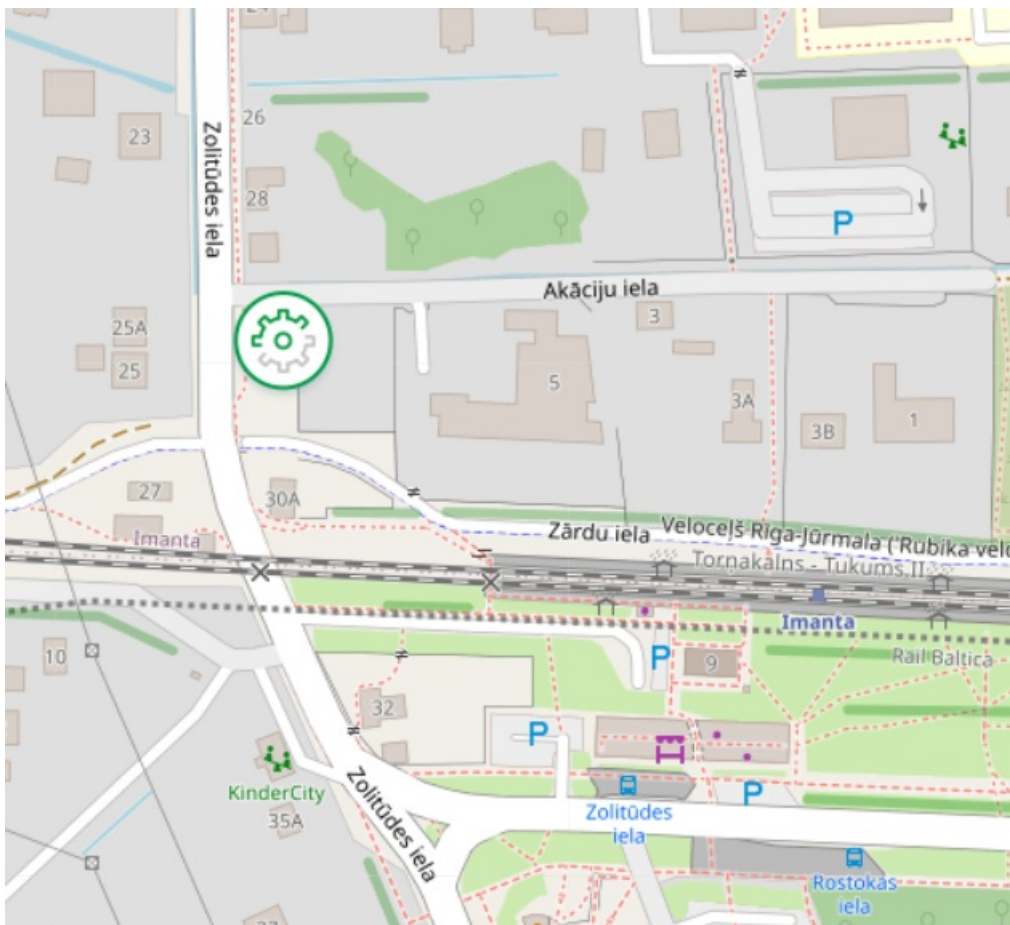 23
26
Zolitūdes iela
28
P
Akāciju iela
3
25A
25
5
3A
3B
1
27
30A
Imanta
Zārdu iela
Veloceļš Rīga-Jūrmala ('Rubika velo
Torņakalns - Tukums II
Imanta
10
P
9
Rail Baltica
32
P
KinderCity
35A
Zolitūdes iela
P
Zolitūdes
iela
Rostokas
iela